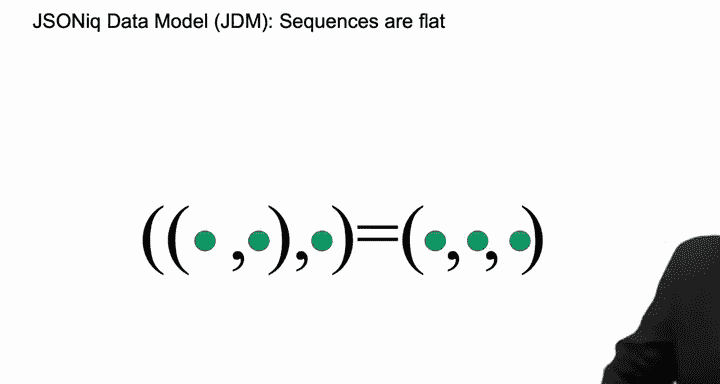 JSONiq Data Model (JDM): Sequences are flat
((● ,●),●)=(●,●,●)